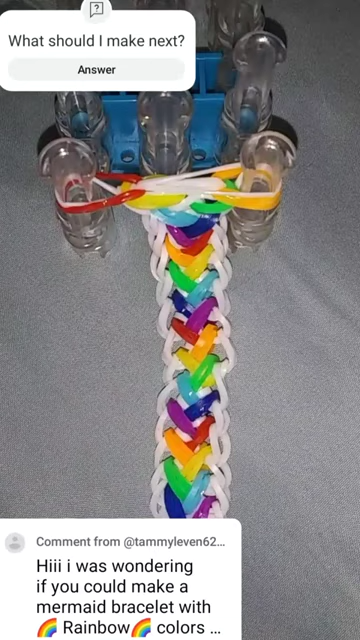 What should I make next?
Answer
Comment from @tammyleven62...
Hiii i was wondering
if you could make a
mermaid bracelet with
🌈 Rainbow🌈 colors ...